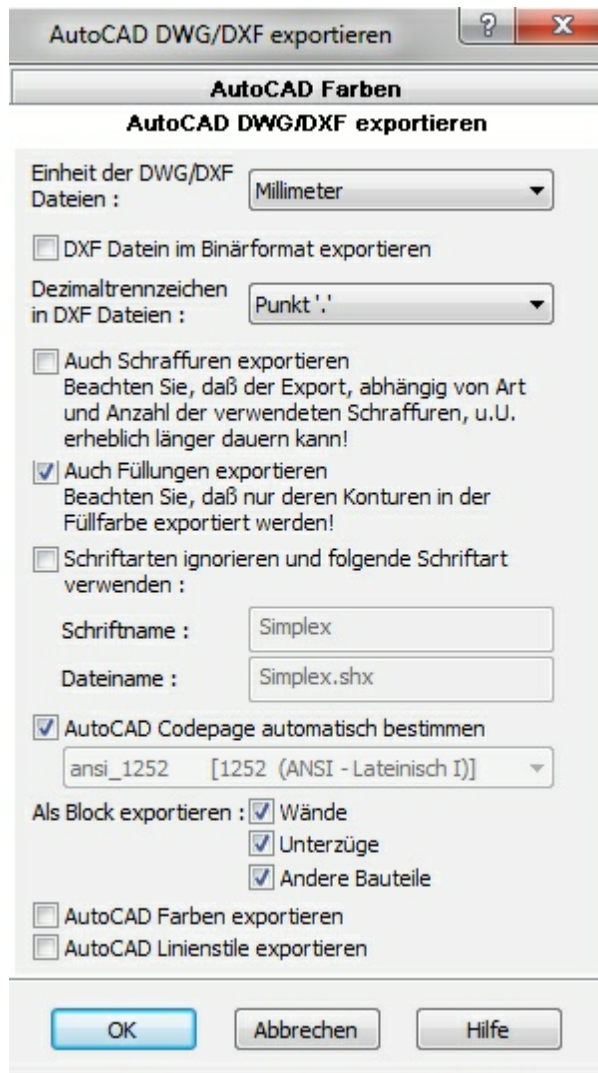 AutoCAD DWG/DXF exportieren
?
X
AutoCAD Farben
AutoCAD DWG/DXF exportieren
Einheit der DWG/DXF
Dateien :
Millimeter
DXF Datein im Binärformat exportieren
Dezimaltrennzeichen
in DXF Dateien :
Punkt '.'
Auch Schraffuren exportieren
Beachten Sie, daß der Export, abhängig von Art
und Anzahl der verwendeten Schraffuren, u.U.
erheblich länger dauern kann!
Auch Füllungen exportieren
Beachten Sie, daß nur deren Konturen in der
Füllfarbe exportiert werden!
Schriftarten ignorieren und folgende Schriftart
verwenden :
Schriftname :
Simplex
Dateiname :
Simplex.shx
AutoCAD Codepage automatisch bestimmen
ansi_1252 [1252 (ANSI - Lateinisch I)]
Als Block exportieren : Wände
Unterzüge
Andere Bauteile
AutoCAD Farben exportieren
AutoCAD Linienstile exportieren
OK Abbrechen Hilfe